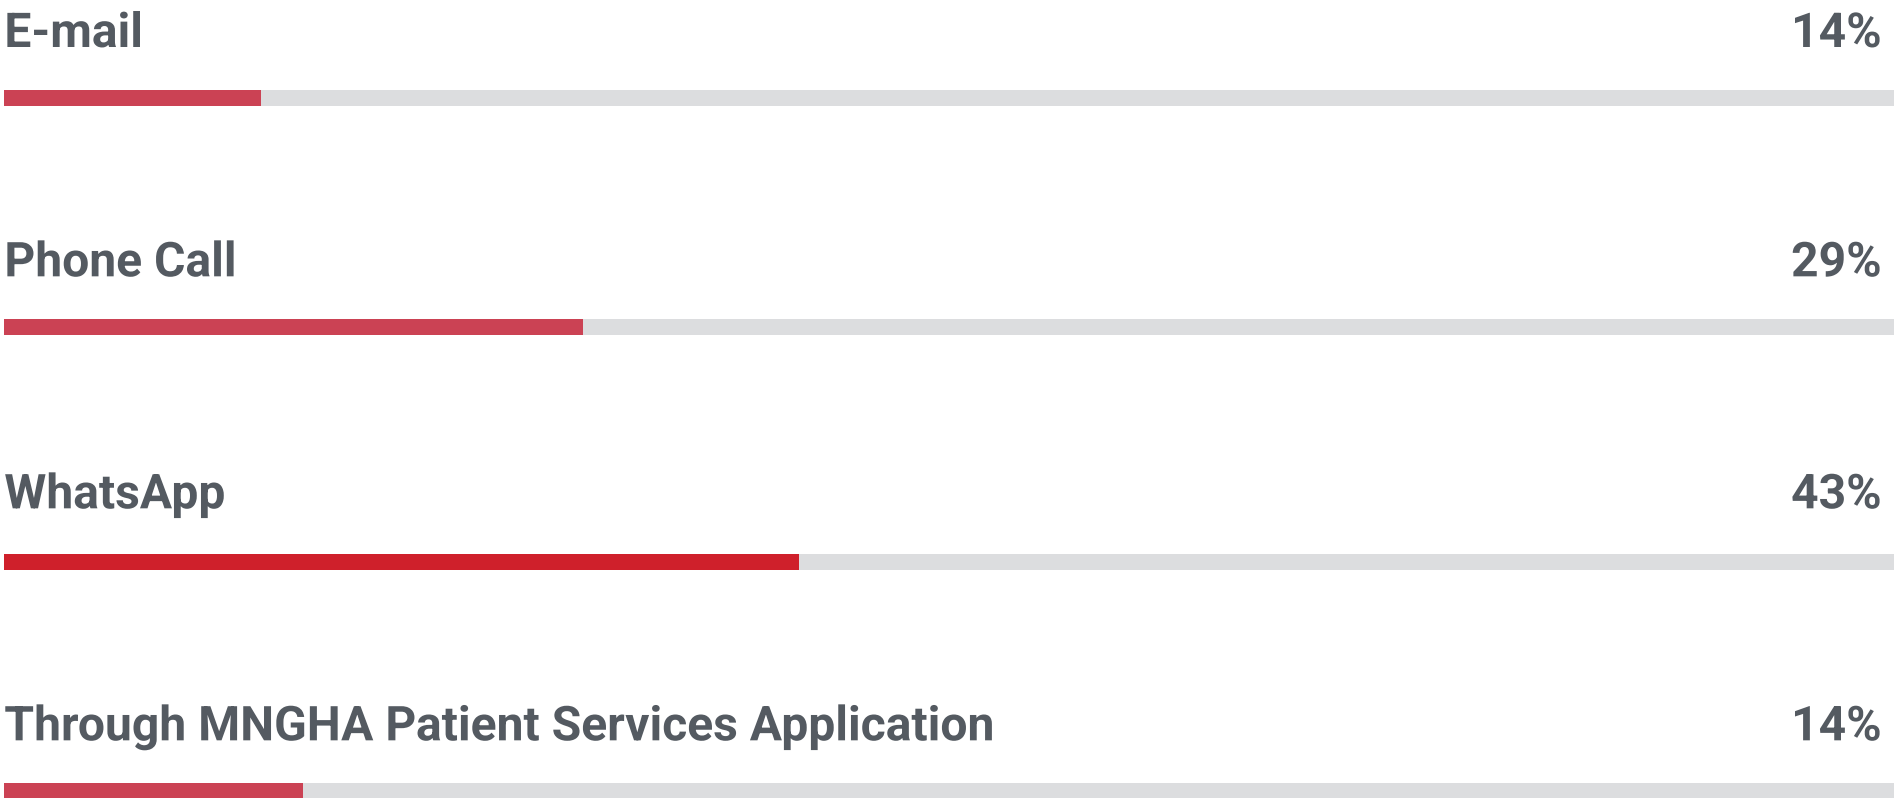 E-mail 14%
Phone Call 29%
WhatsApp 43%
Through MNGHA Patient Services Application 14%